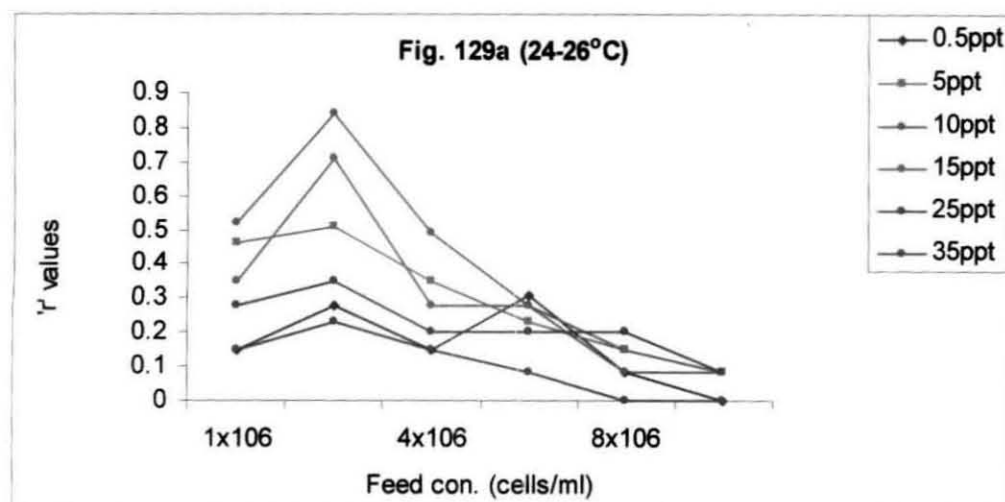 Fig. 129a (24-26°C)
0.9
0.8
0.7
0.6
0.5
0.4
0.3
0.2
0.1
0
'r' values
1x106
4x106
8x106
Feed con. (cells/ml)
0.5ppt
5ppt
10ppt
15ppt
25ppt
35ppt